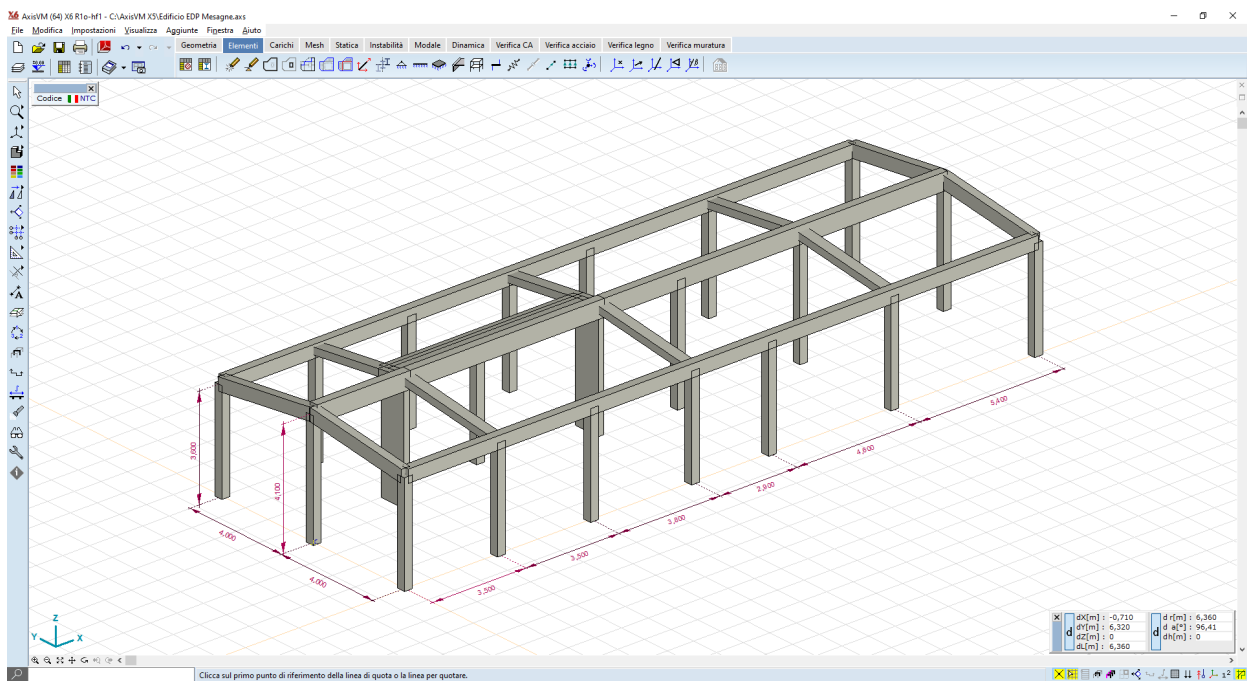 X6 AxisVM (64) X6 R1o-hf1 - C:\AxisVM X5\Edificio EDP Mesagne.axs
File Modifica Impostazioni Visualizza Aggiunte Finestra Aiuto
Geometria Elementi Carichi Mesh Statica Instabilità Modale Dinamica Verifica CA Verifica acciaio Verifica legno Verifica muratura
Codice NTC
3,600
4,100
4,000
4,000
3,500
3,500
3,800
2,900
4,800
5,400
Z
Y
X
d
dX[m] : -0,710
dY[m] : 6,320
dZ[m] : 0
dL[m] : 6,360
d
d r[m] : 6,360
d a[°] : 96,41
dh[m] : 0
Clicca sul primo punto di riferimento della linea di quota o la linea per quotare.